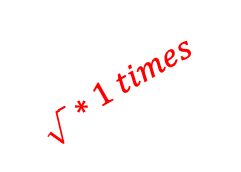 √ * 1 times